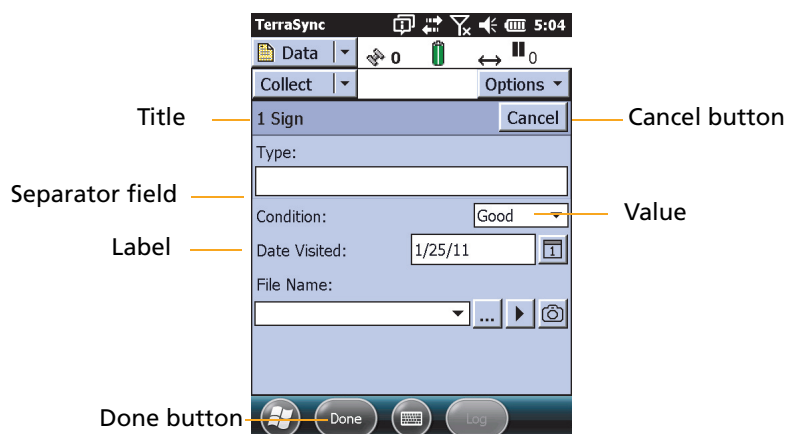 TerraSync 5:04
Data 0 0
Collect Options
Title 1 Sign Cancel Cancel button
Type:
Separator field
Condition: Good Value
Label Date Visited: 1/25/11 1
File Name:
...
Done button Done Log